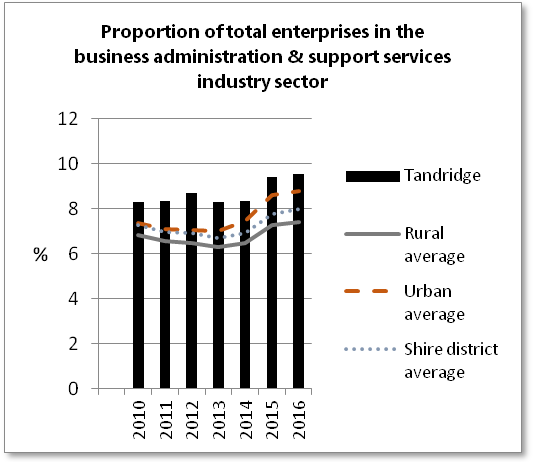 Proportion of total enterprises in the
business administration & support services
industry sector
12
10
8
6
4
2
0
%
2010
2011
2012
2013
2014
2015
2016
Tandridge
Rural
average
Urban
average
Shire district
average